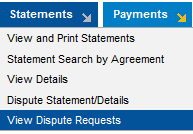 Statements Payments
View and Print Statements
Statement Search by Agreement
View Details
Dispute Statement/Details
View Dispute Requests